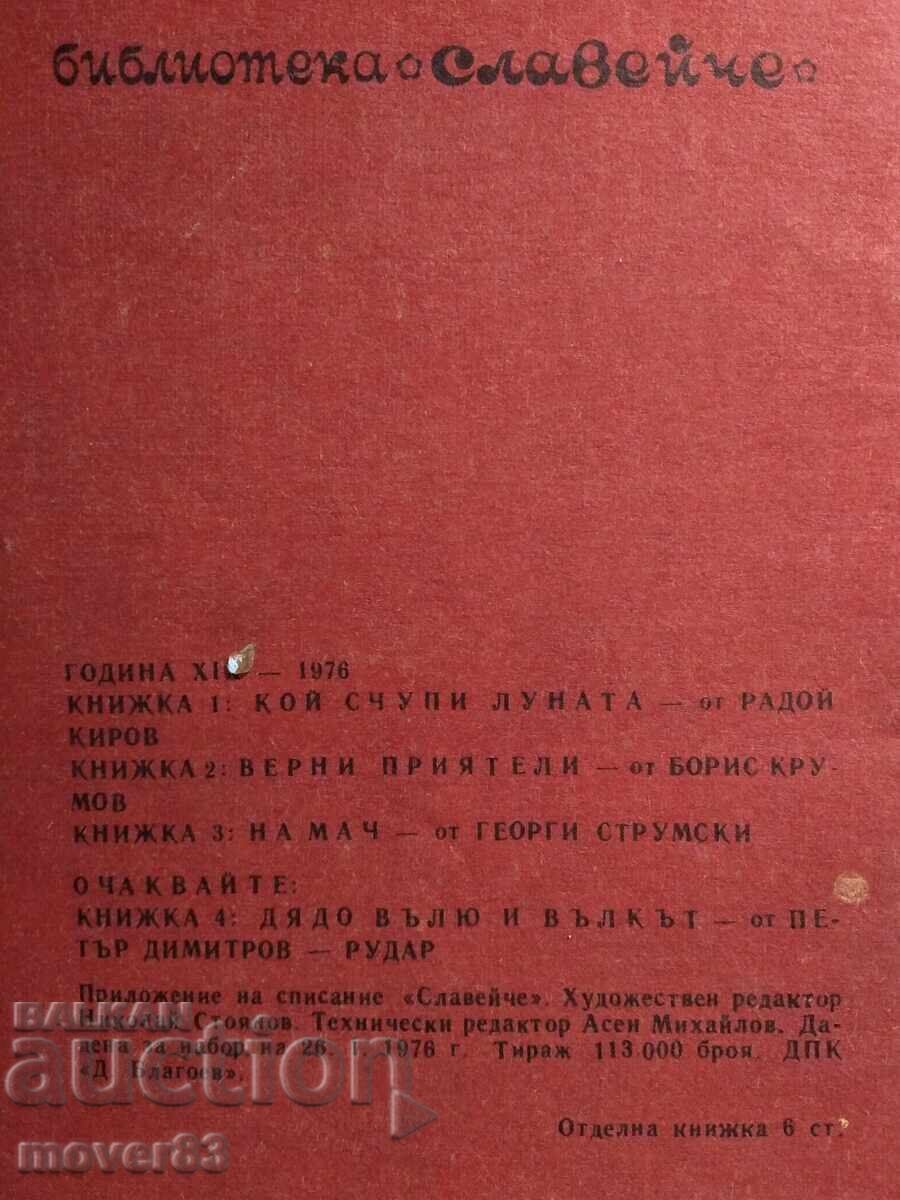 библиотека славейче
ГОДИНА XI — 1976
КНИЖКА 1: КОЙ СЧУПИ ЛУНАТА — от РАДОЙ
КИРОВ
КНИЖКА 2: ВЕРНИ ПРИЯТЕЛИ — от БОРИС КРУ-
МОВ
КНИЖКА 3: НА МАЧ — от ГЕОРГИ СТРУМСКИ
ОЧАКВАЙТЕ:
КНИЖКА 4: ДЯДО ВЪЛЮ И ВЪЛКЪТ — от ПЕ-
ТЪР ДИМИТРОВ — РУДАР
Приложение на списание «Славейче». Художествен редактор
Николай Стоянов. Технически редактор Асен Михайлов. Да-
дена за набор на 26. I. 1976 г. Тираж 113 000 броя. ДПК
«Д. Благоев».
Отделна книжка 6 ст.
BALKAN
auction
mover83